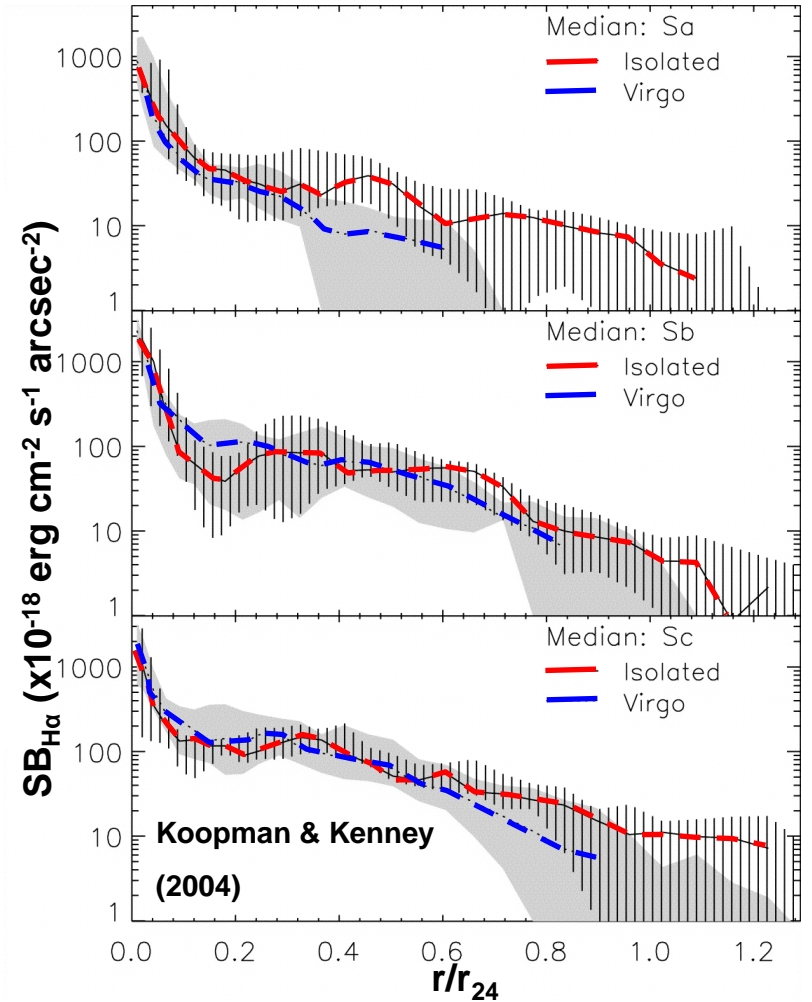 Median: Sa
Isolated
Virgo
1000
100
10
1
Median: Sb
Isolated
Virgo
1000
100
10
1
Median: Sc
Isolated
Virgo
1000
100
10
1
SB_Hα (x10^-18 erg cm^-2 s^-1 arcsec^-2)
Koopman & Kenney
(2004)
0.0 0.2 0.4 0.6 0.8 1.0 1.2
r/r_24